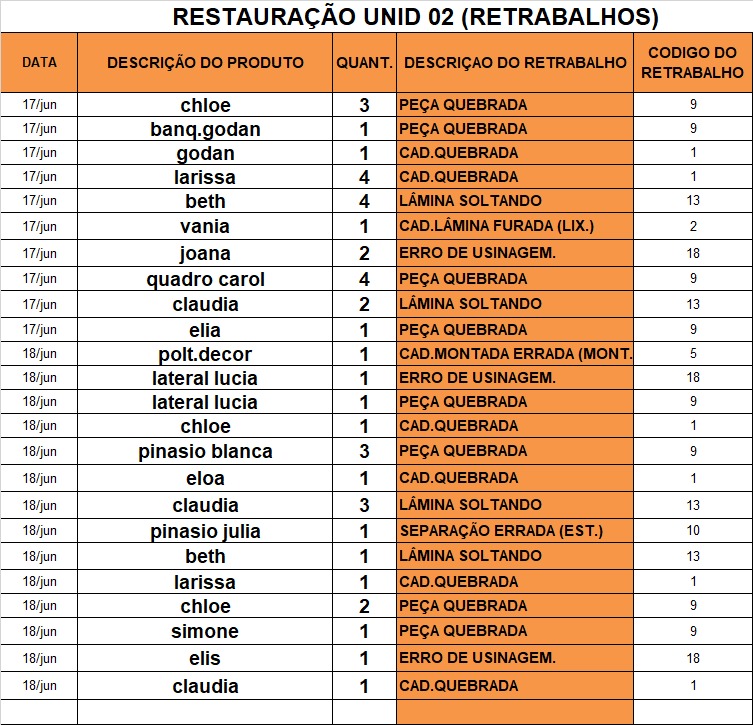 RESTAURAÇÃO UNID 02 (RETRABALHOS)
DATA DESCRIÇÃO DO PRODUTO QUANT. DESCRIÇAO DO RETRABALHO CODIGO DO RETRABALHO
17/jun chloe 3 PEÇA QUEBRADA 9
17/jun banq.godan 1 PEÇA QUEBRADA 9
17/jun godan 1 CAD.QUEBRADA 1
17/jun larissa 4 CAD.QUEBRADA 1
17/jun beth 4 LÂMINA SOLTANDO 13
17/jun vania 1 CAD.LÂMINA FURADA (LIX.) 2
17/jun joana 2 ERRO DE USINAGEM. 18
17/jun quadro carol 4 PEÇA QUEBRADA 9
17/jun claudia 2 LÂMINA SOLTANDO 13
17/jun elia 1 PEÇA QUEBRADA 9
18/jun polt.decor 1 CAD.MONTADA ERRADA (MONT. 5
18/jun lateral lucia 1 ERRO DE USINAGEM. 18
18/jun lateral lucia 1 PEÇA QUEBRADA 9
18/jun chloe 1 CAD.QUEBRADA 1
18/jun pinasio blanca 3 PEÇA QUEBRADA 9
18/jun eloa 1 CAD.QUEBRADA 1
18/jun claudia 3 LÂMINA SOLTANDO 13
18/jun pinasio julia 1 SEPARAÇÃO ERRADA (EST.) 10
18/jun beth 1 LÂMINA SOLTANDO 13
18/jun larissa 1 CAD.QUEBRADA 1
18/jun chloe 2 PEÇA QUEBRADA 9
18/jun simone 1 PEÇA QUEBRADA 9
18/jun elis 1 ERRO DE USINAGEM. 18
18/jun claudia 1 CAD.QUEBRADA 1